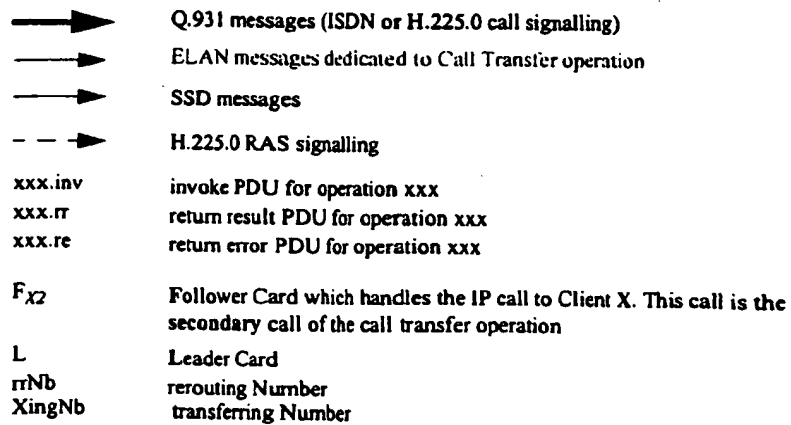 Q.931 messages (ISDN or H.225.0 call signalling)
ELAN messages dedicated to Call Transfer operation
SSD messages
H.225.0 RAS signalling
xxx.inv invoke PDU for operation xxx
xxx.rr return result PDU for operation xxx
xxx.re return error PDU for operation xxx
FX2 Follower Card which handles the IP call to Client X. This call is the
secondary call of the call transfer operation
L Leader Card
rrNb rerouting Number
XingNb transferring Number